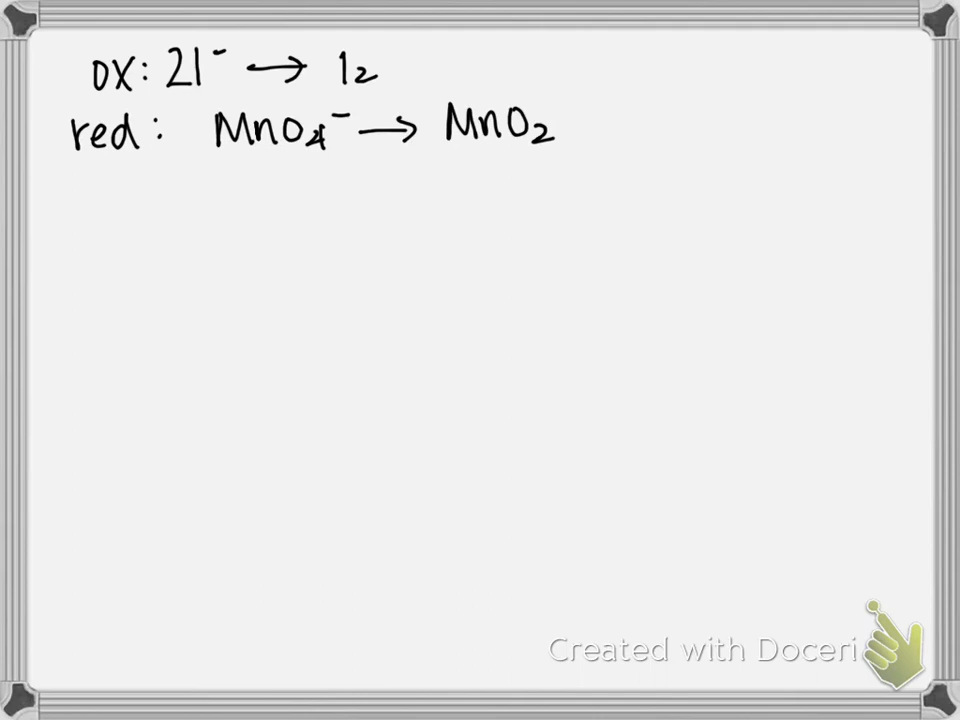 ox: 2I⁻ → I₂
red: MnO₄⁻ → MnO₂
Created with Doceri